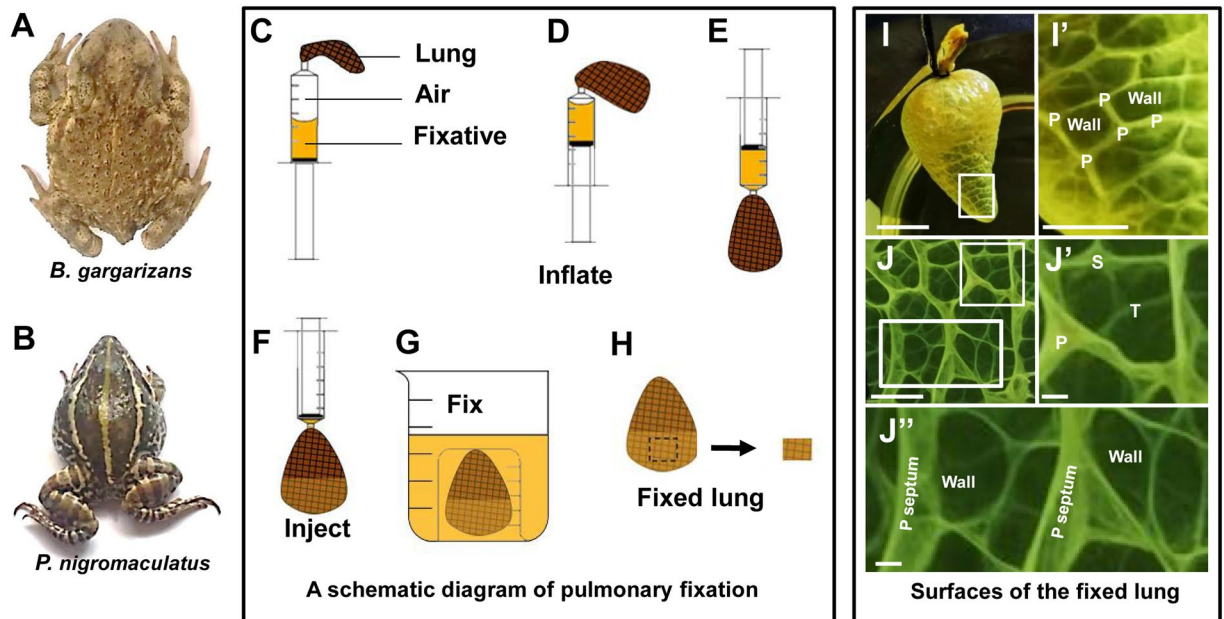 A
B. gargarizans
B
P. nigromaculatus
C
Lung
Air
Fixative
D
Inflate
E
F
Inject
G
Fix
H
Fixed lung
A schematic diagram of pulmonary fixation
I
I’
Wall
P
P
Wall
P
P
P
J
J’
S
T
P
J”
P septum
Wall
P septum
Wall
Surfaces of the fixed lung